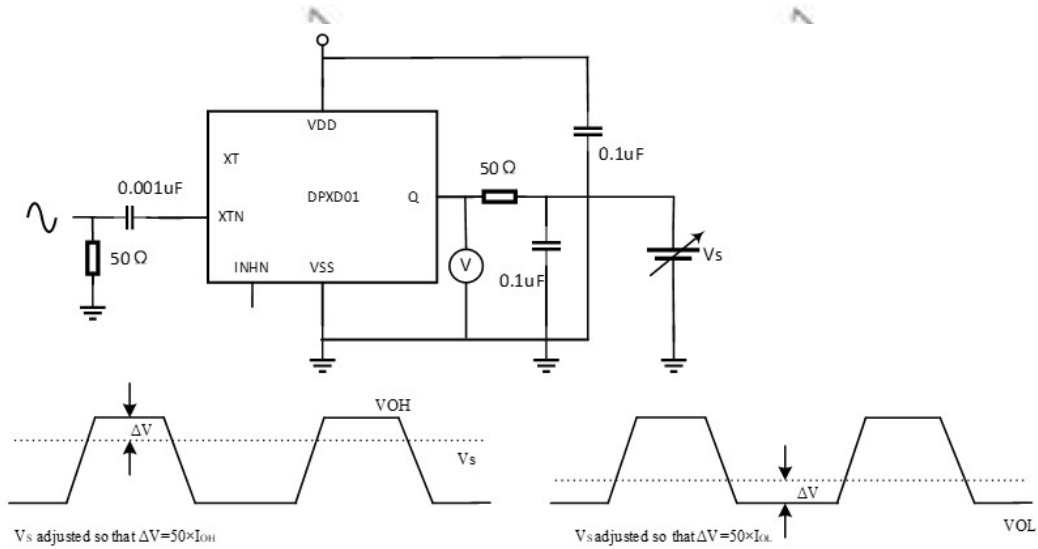 VDD
XT
0.1uF
50Ω
0.001uF
DPXD01
Q
XTN
50Ω
INHN
VSS
V
0.1uF
Vs
VOH
ΔV
Vs
ΔV
VOL
VS adjusted so that ΔV=50×IOH
VS adjusted so that ΔV=50×IOL